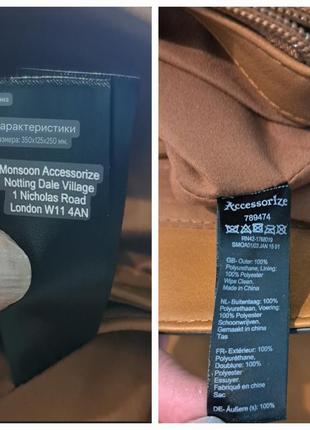 арактеристики
размера: 350х125х250 мм.
Monsoon Accessorize
Notting Dale Village
1 Nicholas Road
London W11 4AN
Accessorize
789474
GB- Outer: 100%
Polyurethane, Lining:
100% Polyester
Wipe Clean.
Made in China
NL- Buitenlaag: 100%
Polyurethaan, Voering:
100% Polyester
Schoonwrijven,
Gemaakt in China
Tas
FR- Extérieur: 100%
Polyuréthane,
Doublure: 100%
Polyester
Essuyer
Fabriqué en chine
Sac
DE- Äußere (s): 100%